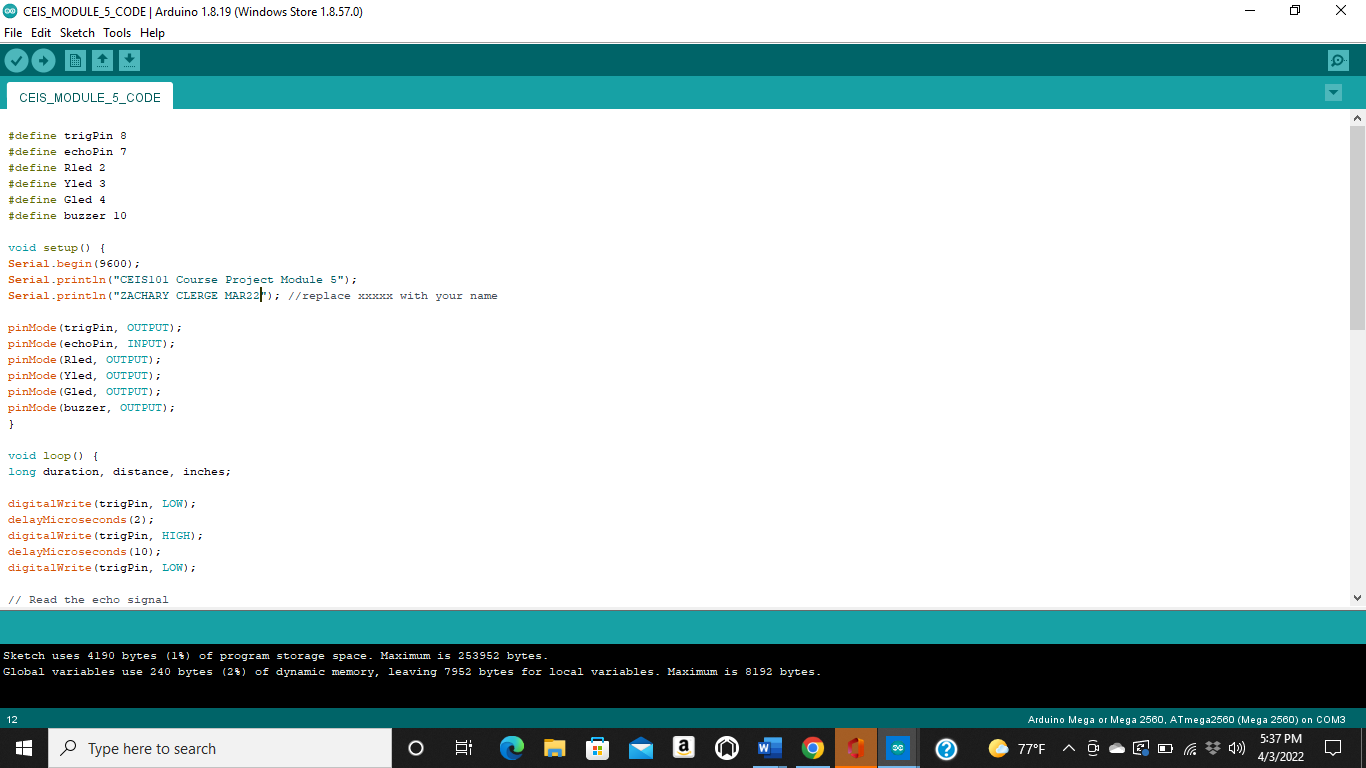 CEIS_MODULE_5_CODE | Arduino 1.8.19 (Windows Store 1.8.57.0)
File Edit Sketch Tools Help
CEIS_MODULE_5_CODE
#define trigPin 8
#define echoPin 7
#define Rled 2
#define Yled 3
#define Gled 4
#define buzzer 10
void setup() {
Serial.begin(9600);
Serial.println("CEIS101 Course Project Module 5");
Serial.println("ZACHARY CLERGE MAR22"); //replace xxxxx with your name
pinMode(trigPin, OUTPUT);
pinMode(echoPin, INPUT);
pinMode(Rled, OUTPUT);
pinMode(Yled, OUTPUT);
pinMode(Gled, OUTPUT);
pinMode(buzzer, OUTPUT);
}
void loop() {
long duration, distance, inches;
digitalWrite(trigPin, LOW);
delayMicroseconds(2);
digitalWrite(trigPin, HIGH);
delayMicroseconds(10);
digitalWrite(trigPin, LOW);
// Read the echo signal
Sketch uses 4190 bytes (1%) of program storage space. Maximum is 253952 bytes.
Global variables use 240 bytes (2%) of dynamic memory, leaving 7952 bytes for local variables. Maximum is 8192 bytes.
12 Arduino Mega or Mega 2560, ATmega2560 (Mega 2560) on COM3
Type here to search
77°F
5:37 PM
4/3/2022